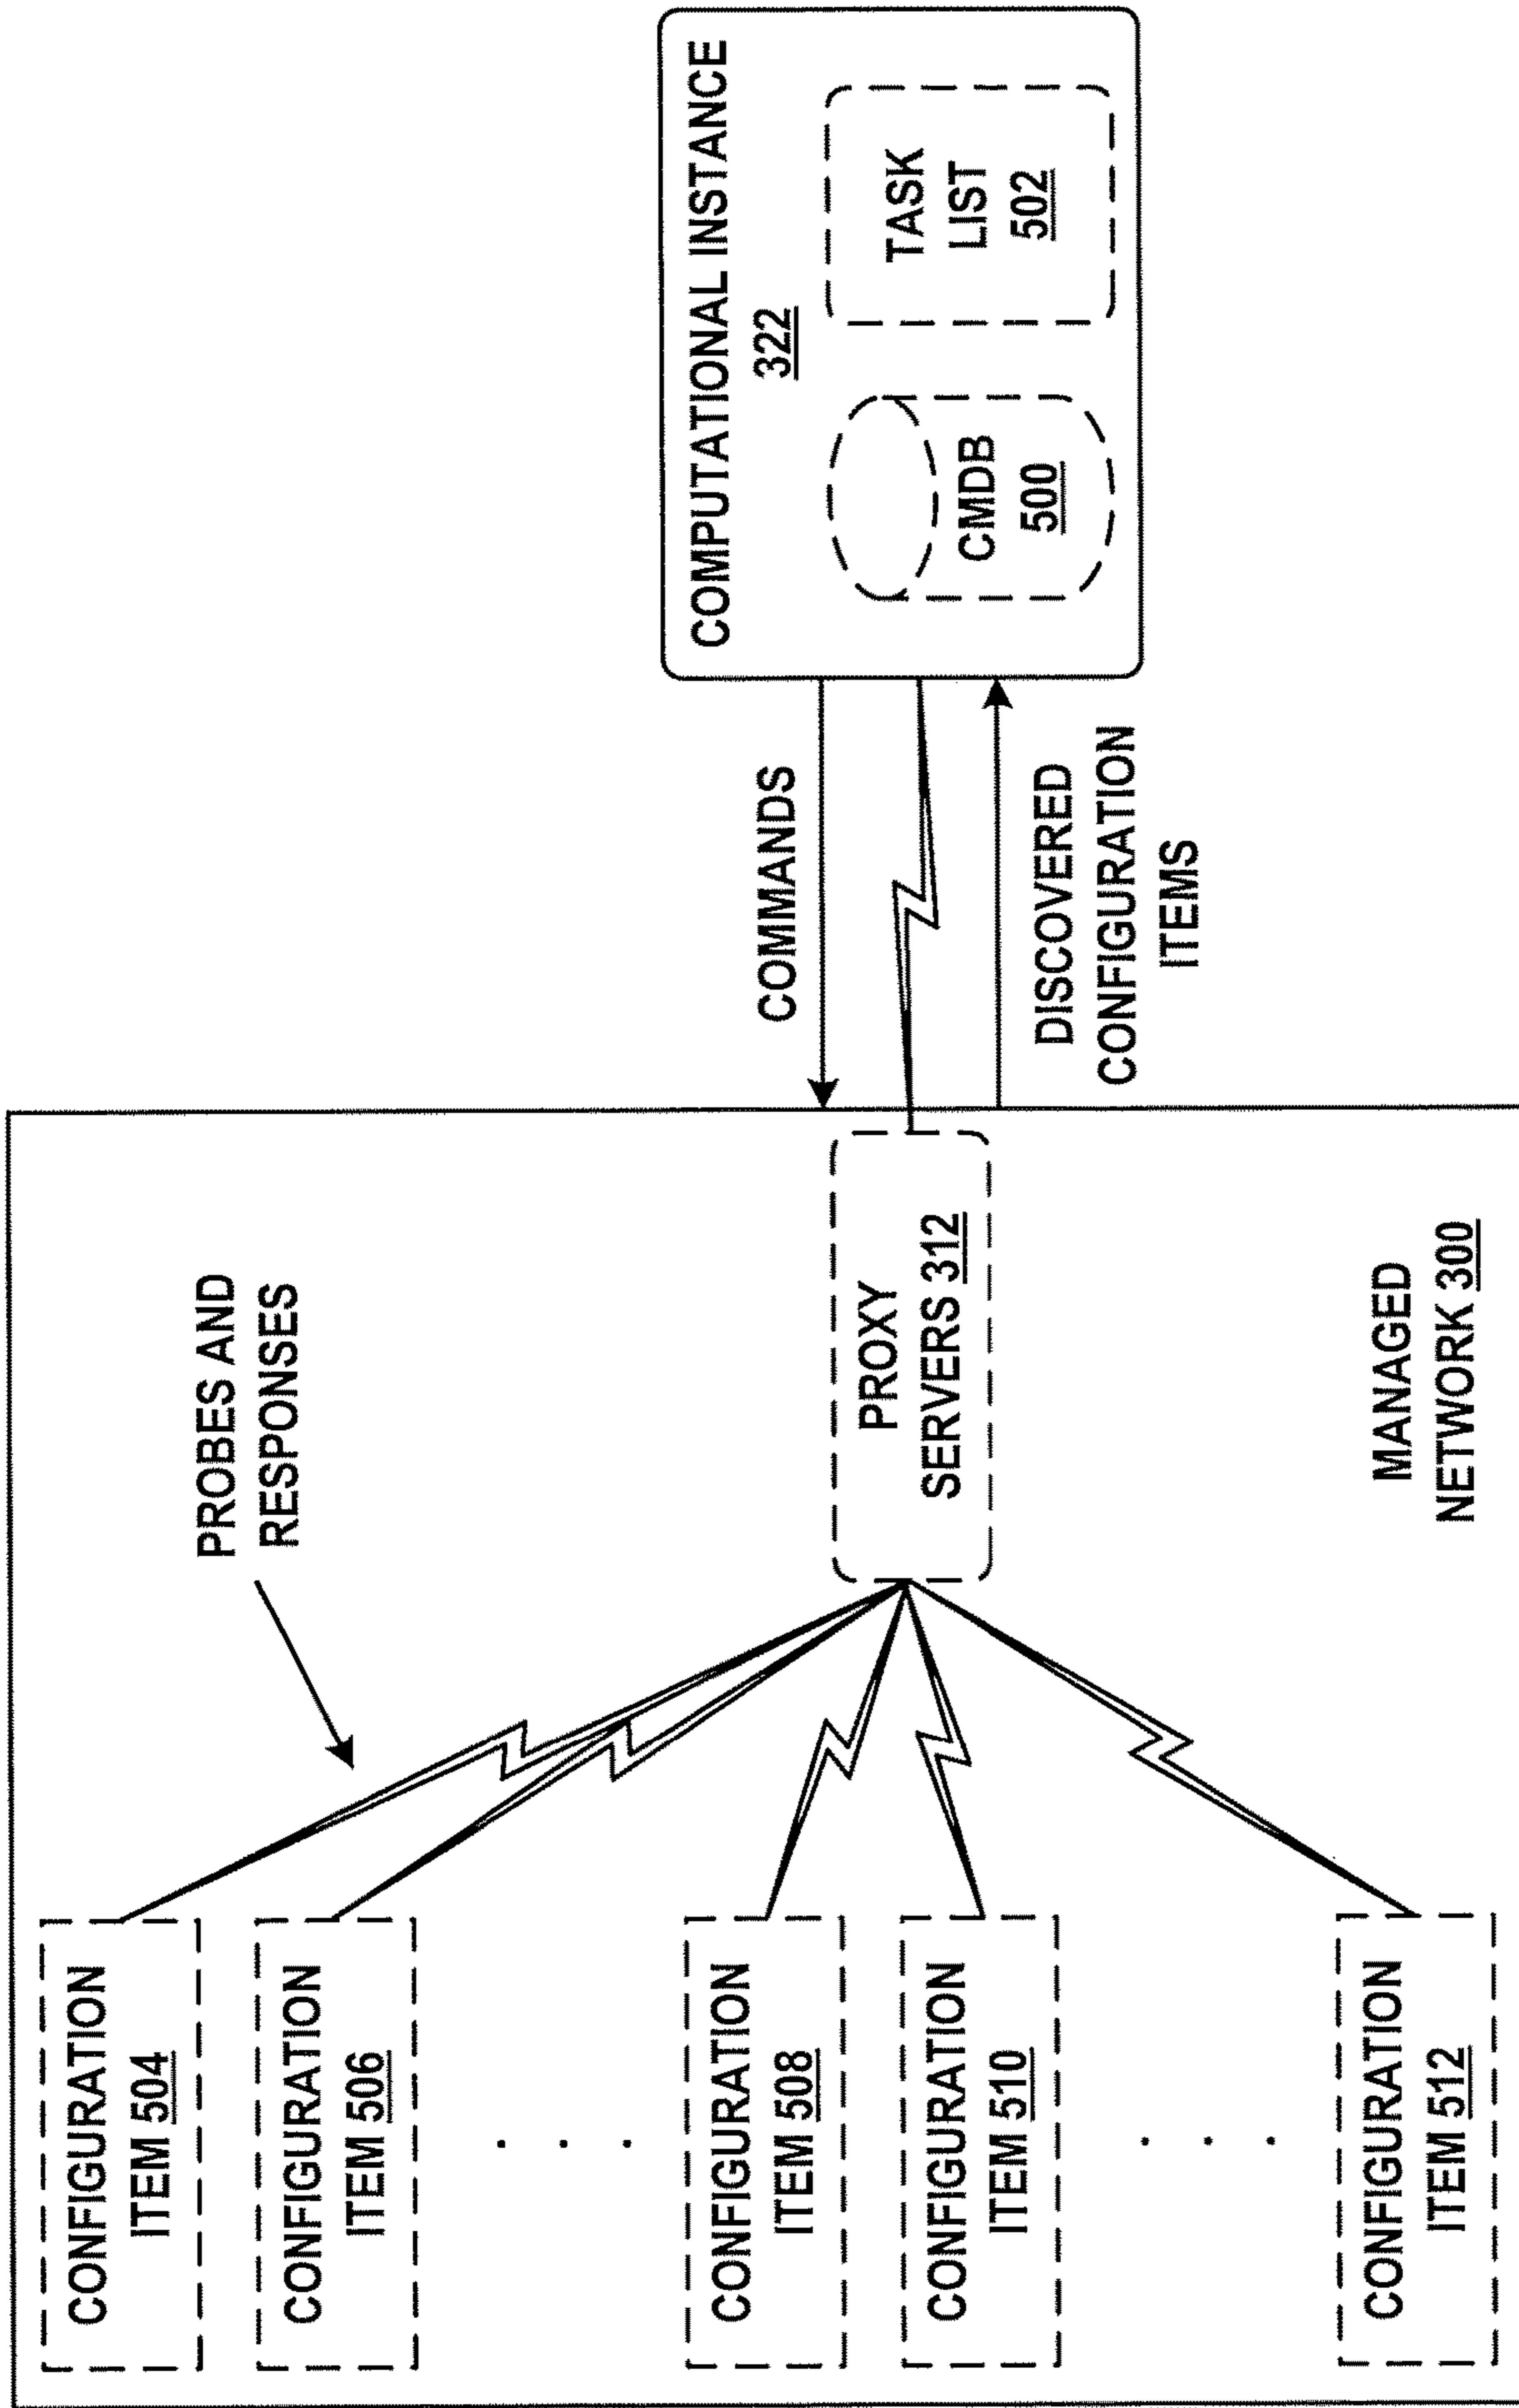 COMPUTATIONAL INSTANCE
322
CMDB
500
TASK
LIST
502
COMMANDS
DISCOVERED
CONFIGURATION
ITEMS
PROBES AND
RESPONSES
PROXY
SERVERS 312
MANAGED
NETWORK 300
CONFIGURATION
ITEM 504
CONFIGURATION
ITEM 506
. . .
CONFIGURATION
ITEM 508
CONFIGURATION
ITEM 510
. . .
CONFIGURATION
ITEM 512